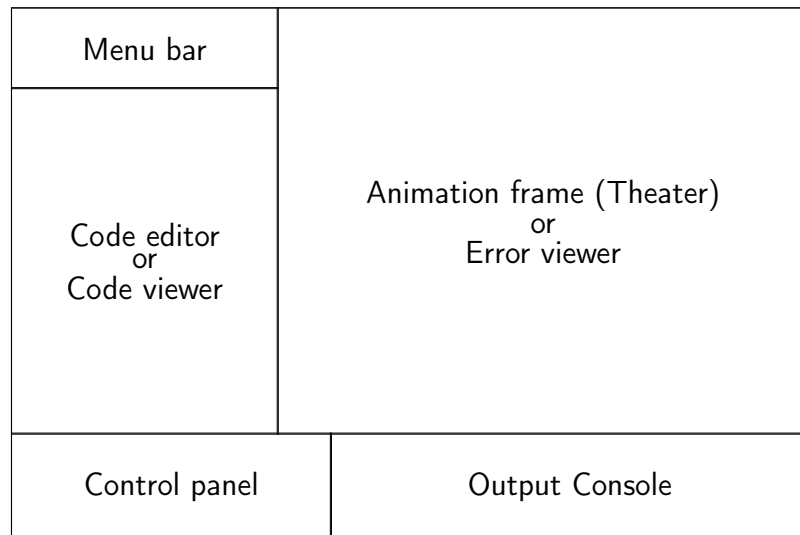 Menu bar
Animation frame (Theater)
or
Error viewer
Code editor
or
Code viewer
Control panel
Output Console